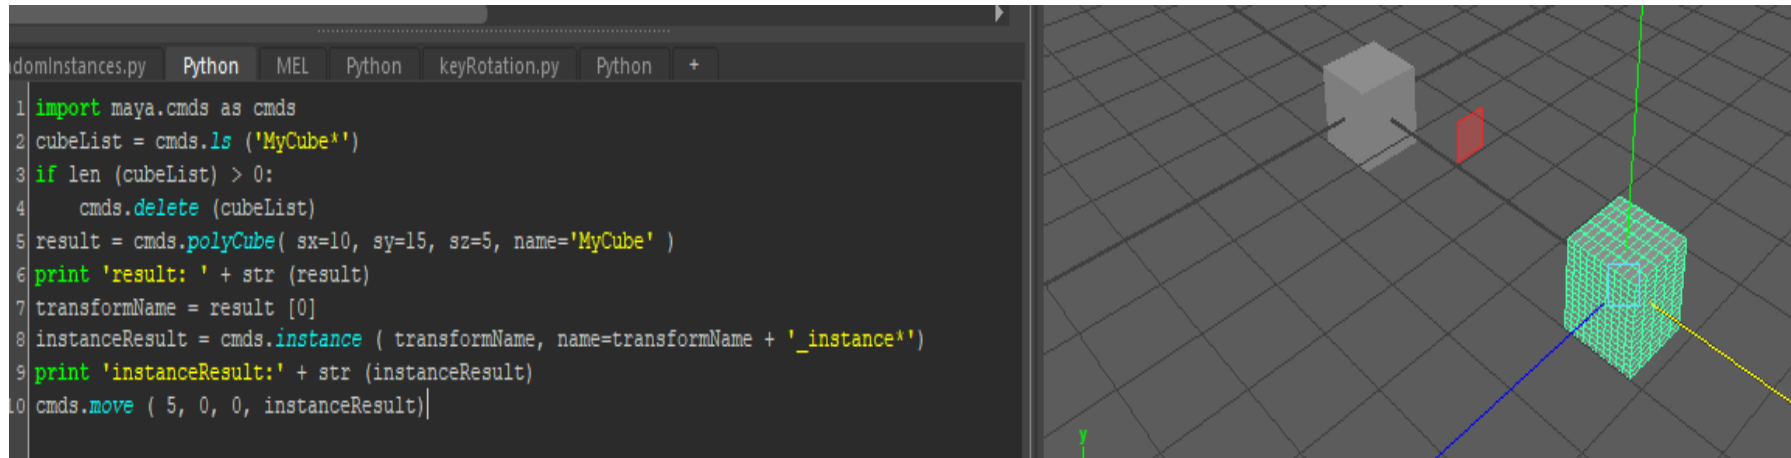 domInstances.py Python MEL Python keyRotation.py Python +
1 import maya.cmds as cmds
2 cubeList = cmds.ls ('MyCube*')
3 if len (cubeList) > 0:
4 cmds.delete (cubeList)
5 result = cmds.polyCube( sx=10, sy=15, sz=5, name='MyCube' )
6 print 'result: ' + str (result)
7 transformName = result [0]
8 instanceResult = cmds.instance ( transformName, name=transformName + '_instance*')
9 print 'instanceResult:' + str (instanceResult)
10 cmds.move ( 5, 0, 0, instanceResult)
y